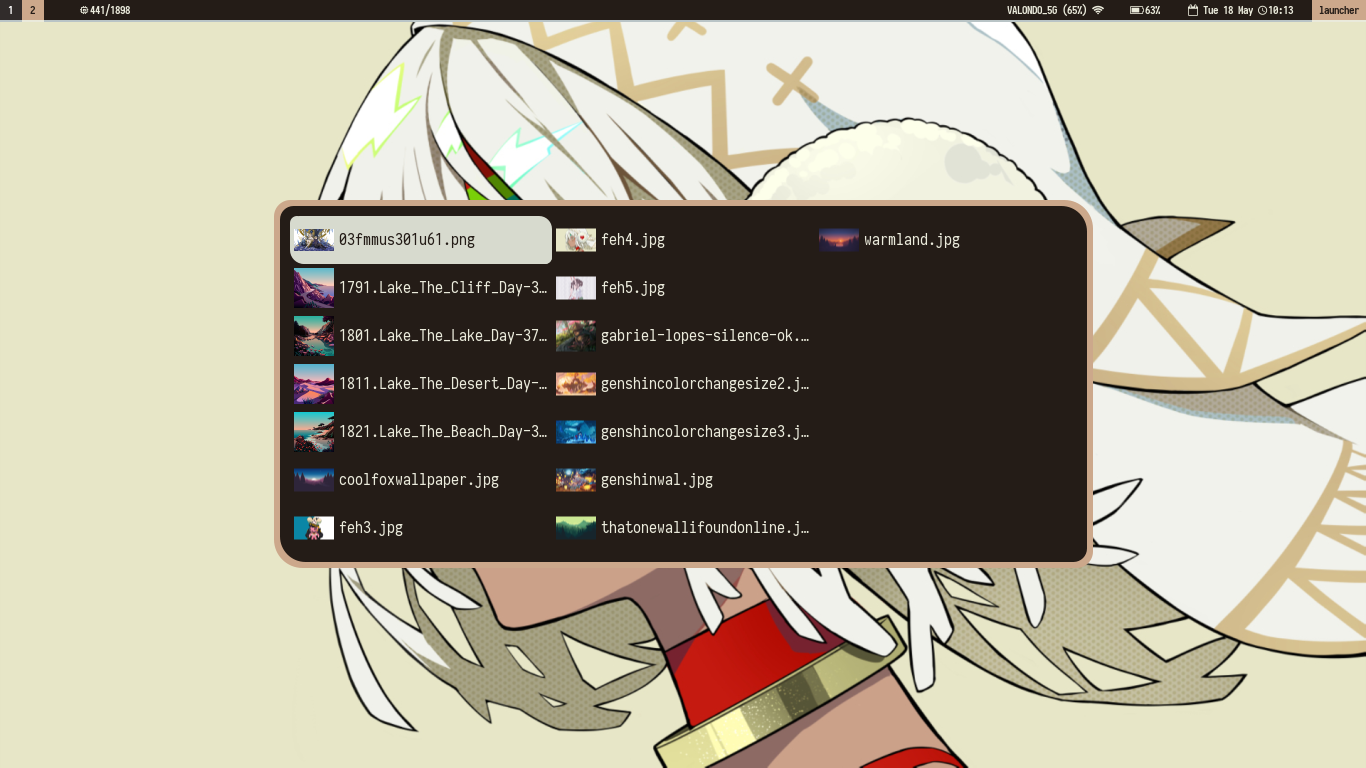 1 2 441/1898 VALONDO_5G (65%) 63% Tue 18 May 10:13 launcher
03fmmus301u61.png
1791.Lake_The_Cliff_Day-3…
1801.Lake_The_Lake_Day-37…
1811.Lake_The_Desert_Day-…
1821.Lake_The_Beach_Day-3…
coolfoxwallpaper.jpg
feh3.jpg
feh4.jpg
feh5.jpg
gabriel-lopes-silence-ok.…
genshincolorchangesize2.j…
genshincolorchangesize3.j…
genshinwal.jpg
thatonewallifoundonline.j…
warmland.jpg